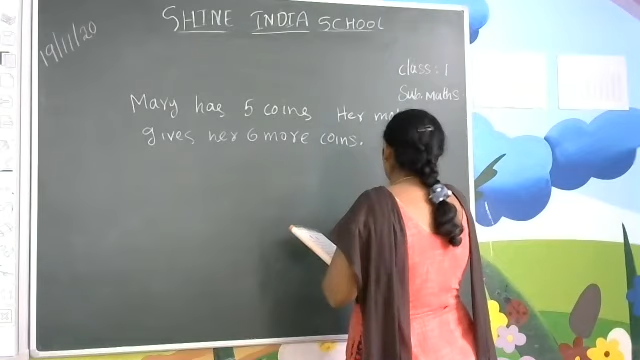 SHINE INDIA SCHOOL
19/11/20
class: 1
Sub: maths
Mary has 5 coins Her
gives her 6 more coins.